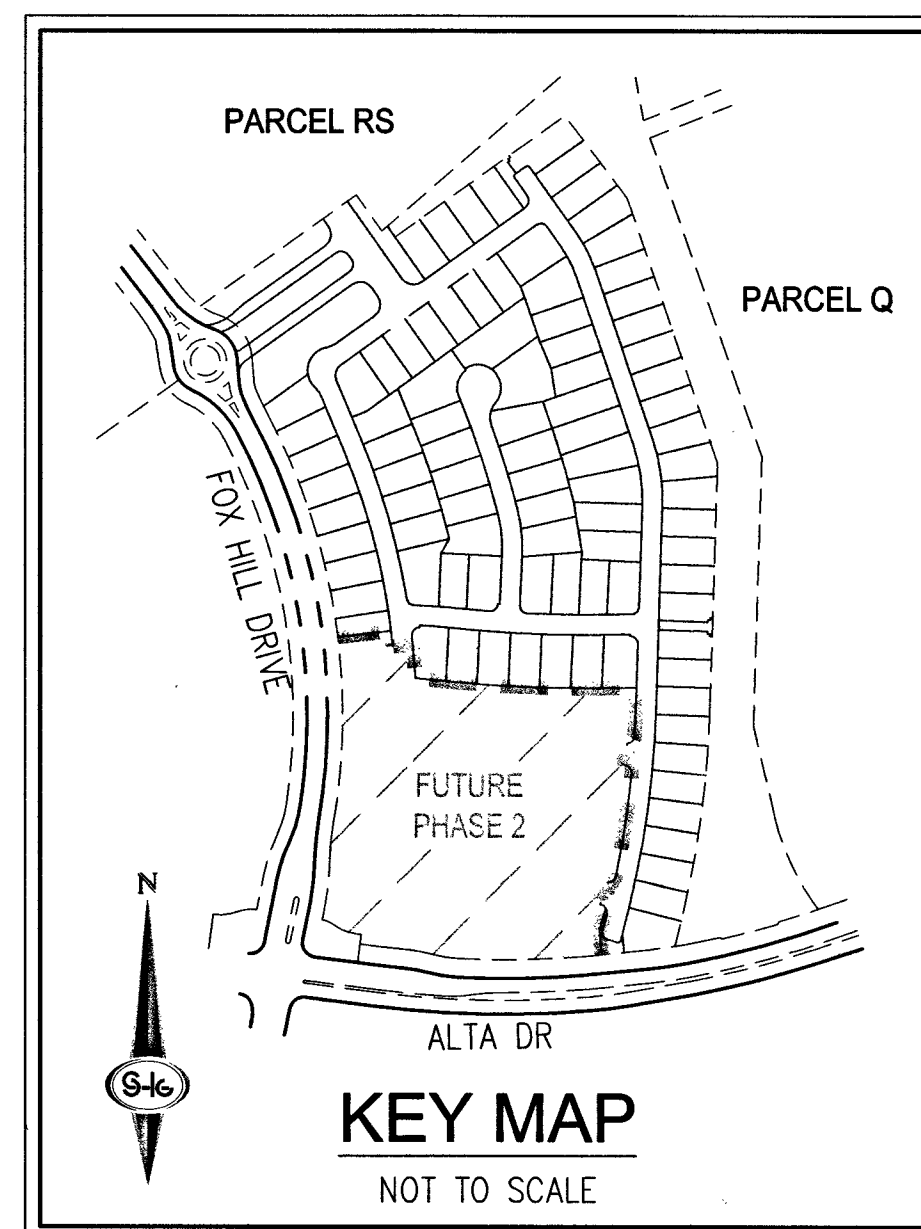 PARCEL RS
PARCEL Q
FOX HILL DRIVE
FUTURE
PHASE 2
N
ALTA DR
KEY MAP
NOT TO SCALE